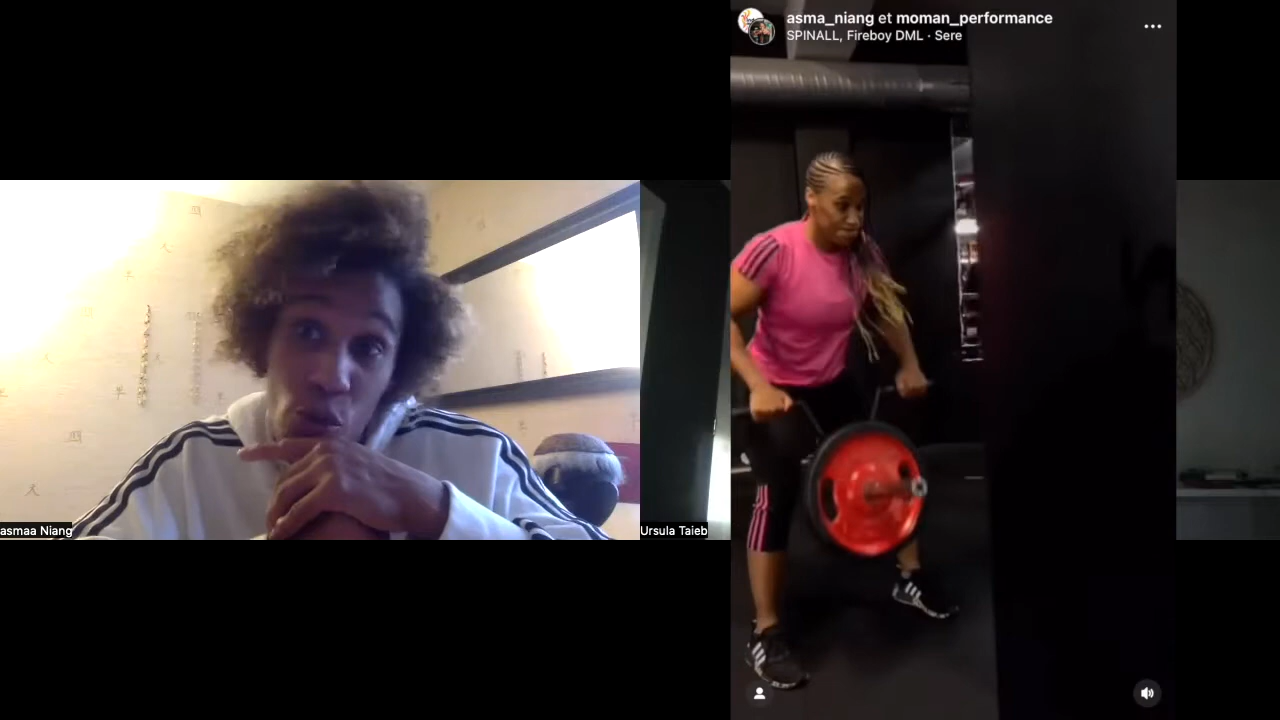 asma_niang et moman_performance
SPINALL, Fireboy DML · Sere
asmaa Niang
Ursula Taieb